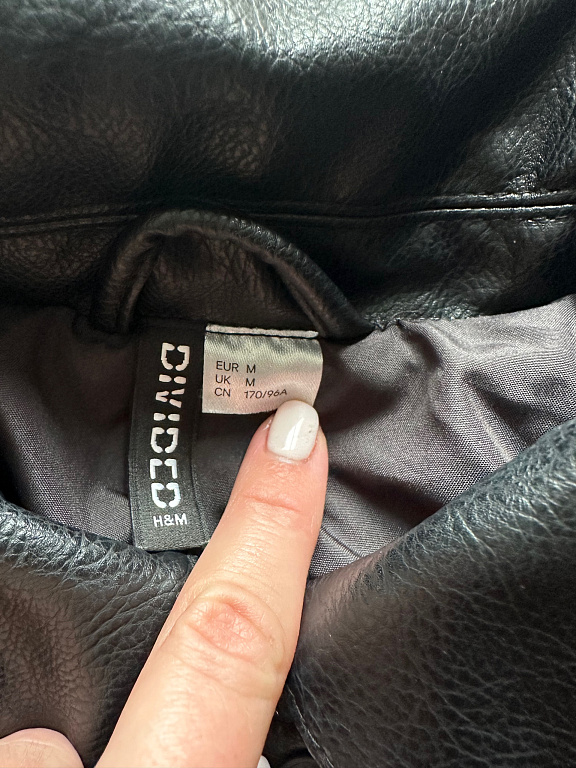 DIVIDED
H&M
EUR M
UK M
CN 170/96A